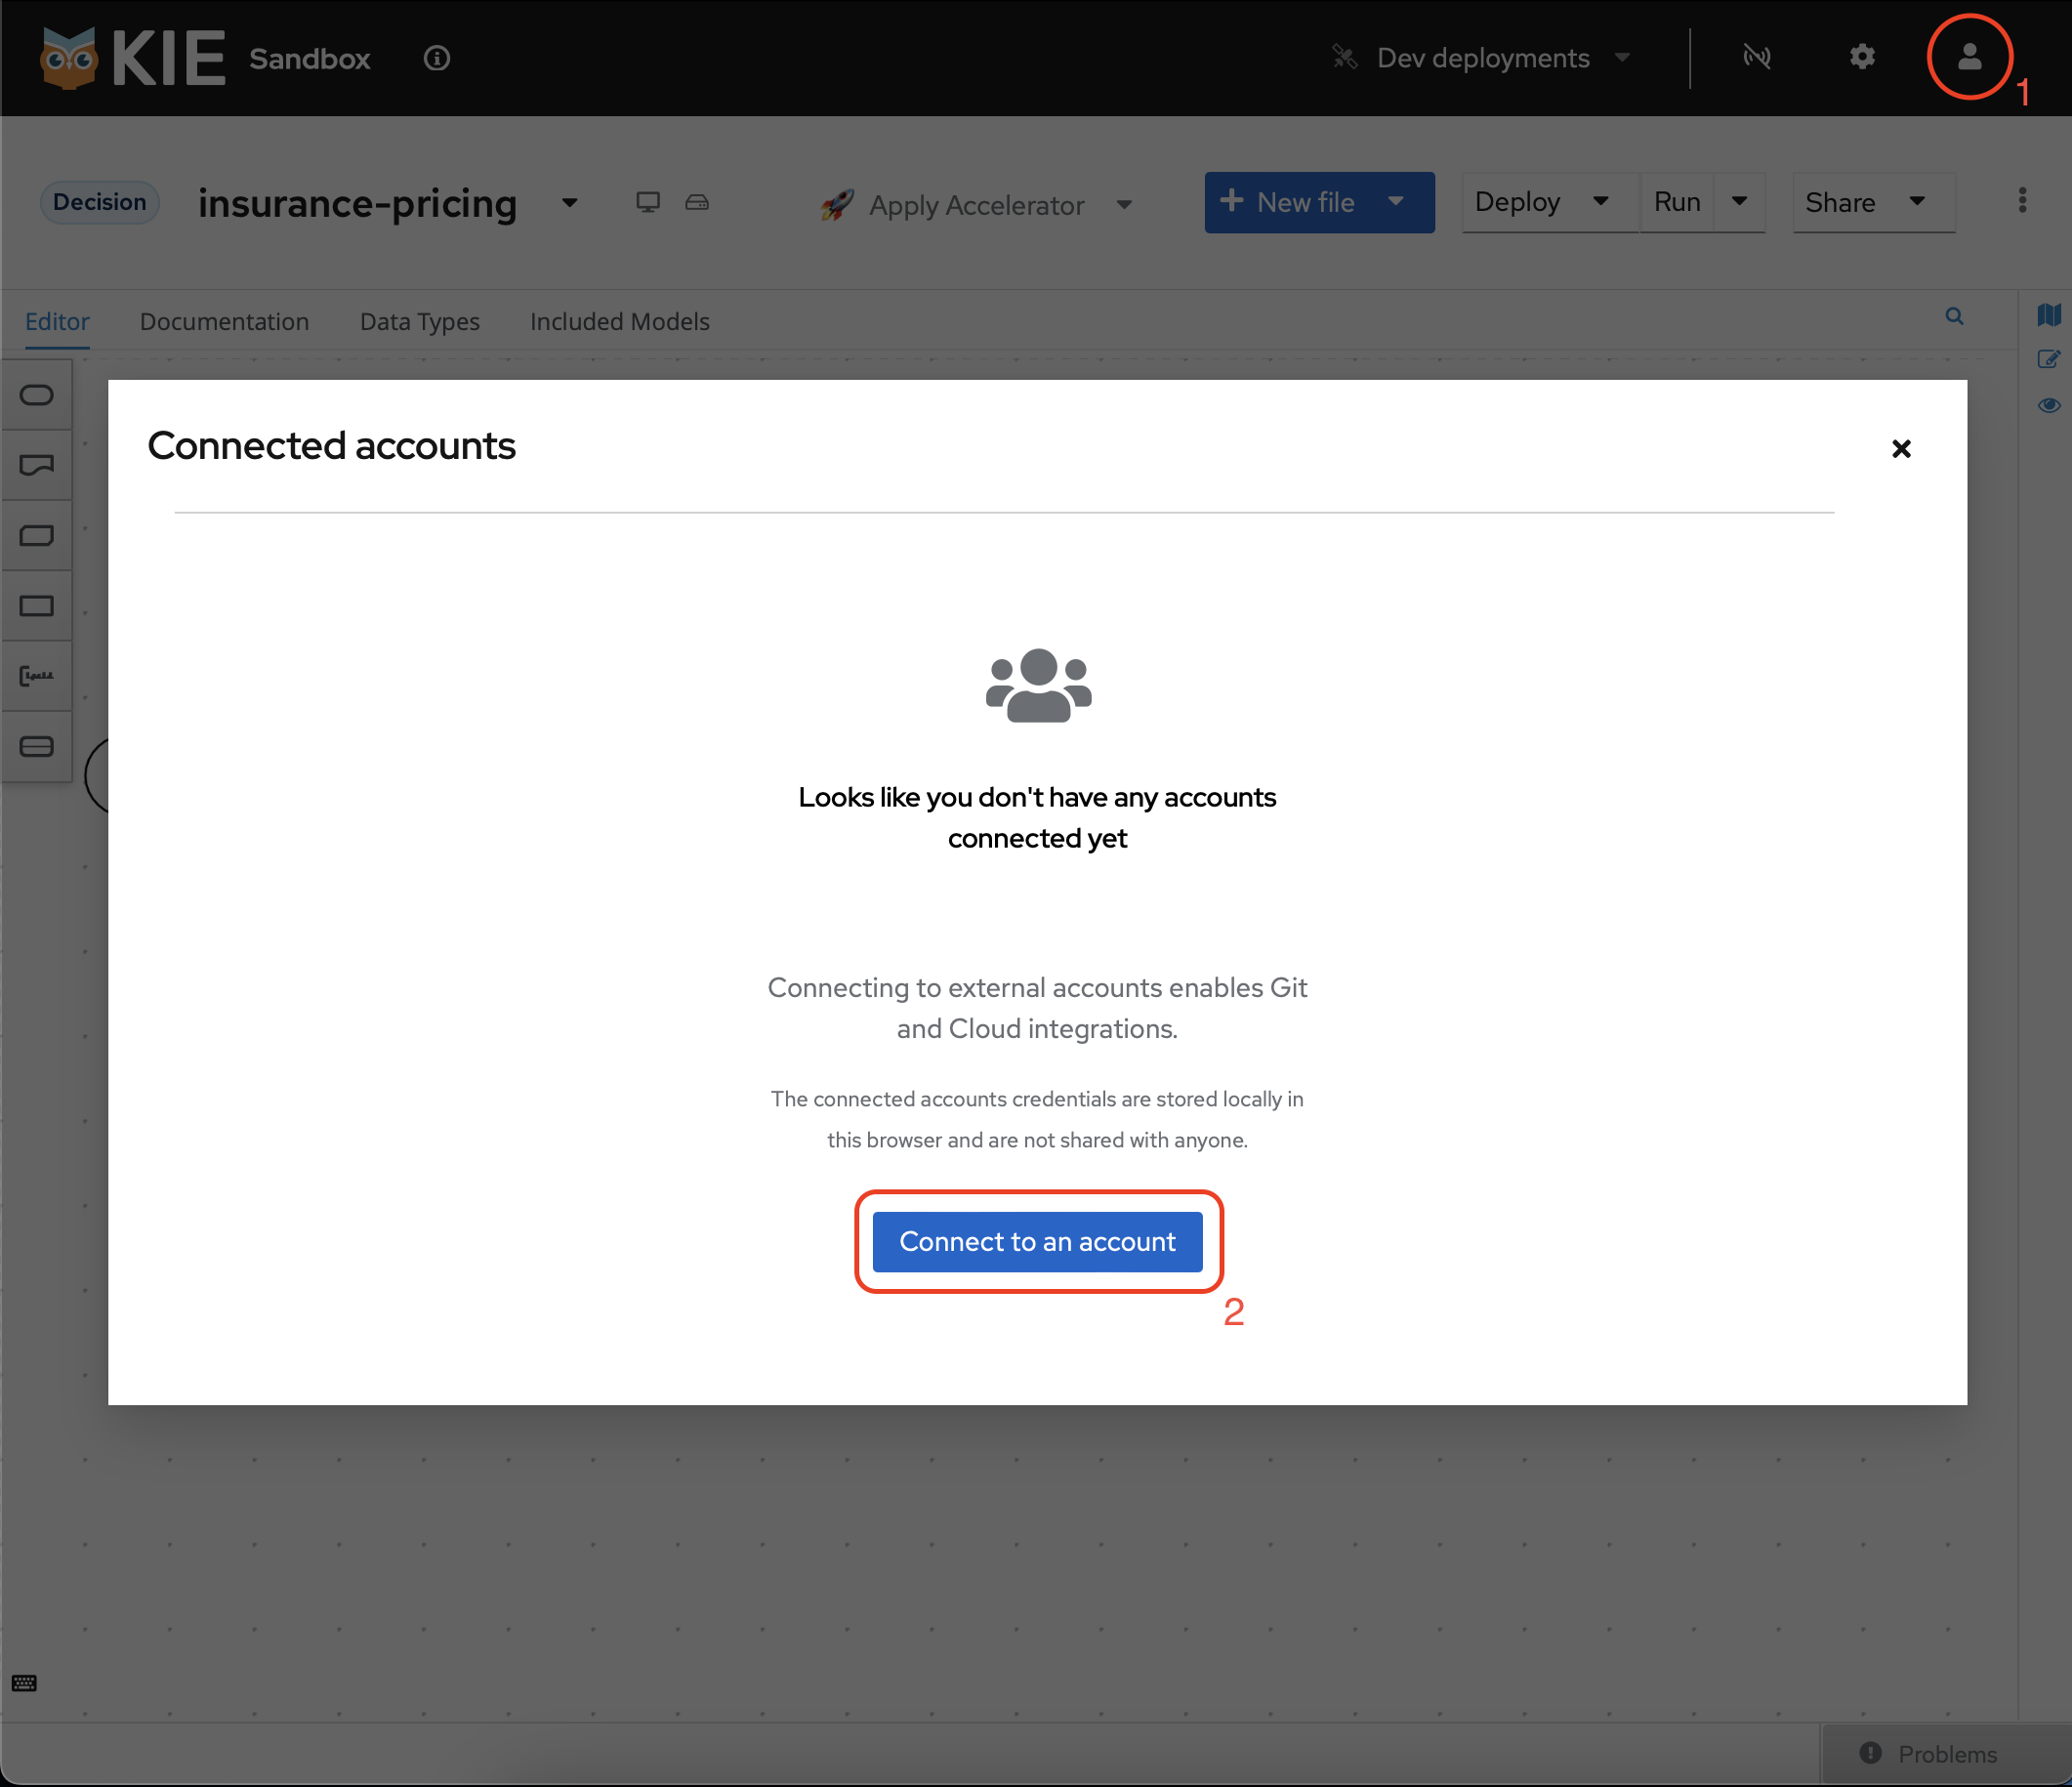 KIE Sandbox
Dev deployments
1
Decision
insurance-pricing
Apply Accelerator
New file
Deploy
Run
Share
Editor
Documentation
Data Types
Included Models
Connected accounts
Looks like you don't have any accounts
connected yet
Connecting to external accounts enables Git
and Cloud integrations.
The connected accounts credentials are stored locally in
this browser and are not shared with anyone.
Connect to an account
2
Problems